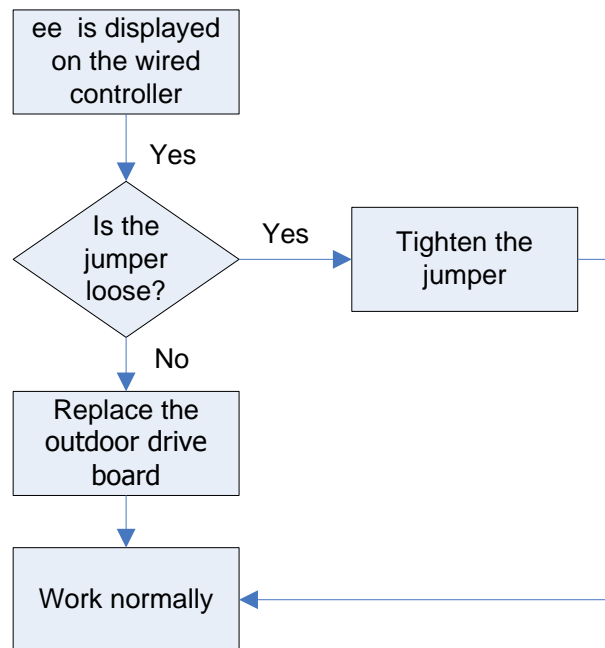 ee is displayed
on the wired
controller
Yes
Is the
jumper
loose?
Yes
Tighten the
jumper
No
Replace the
outdoor drive
board
Work normally